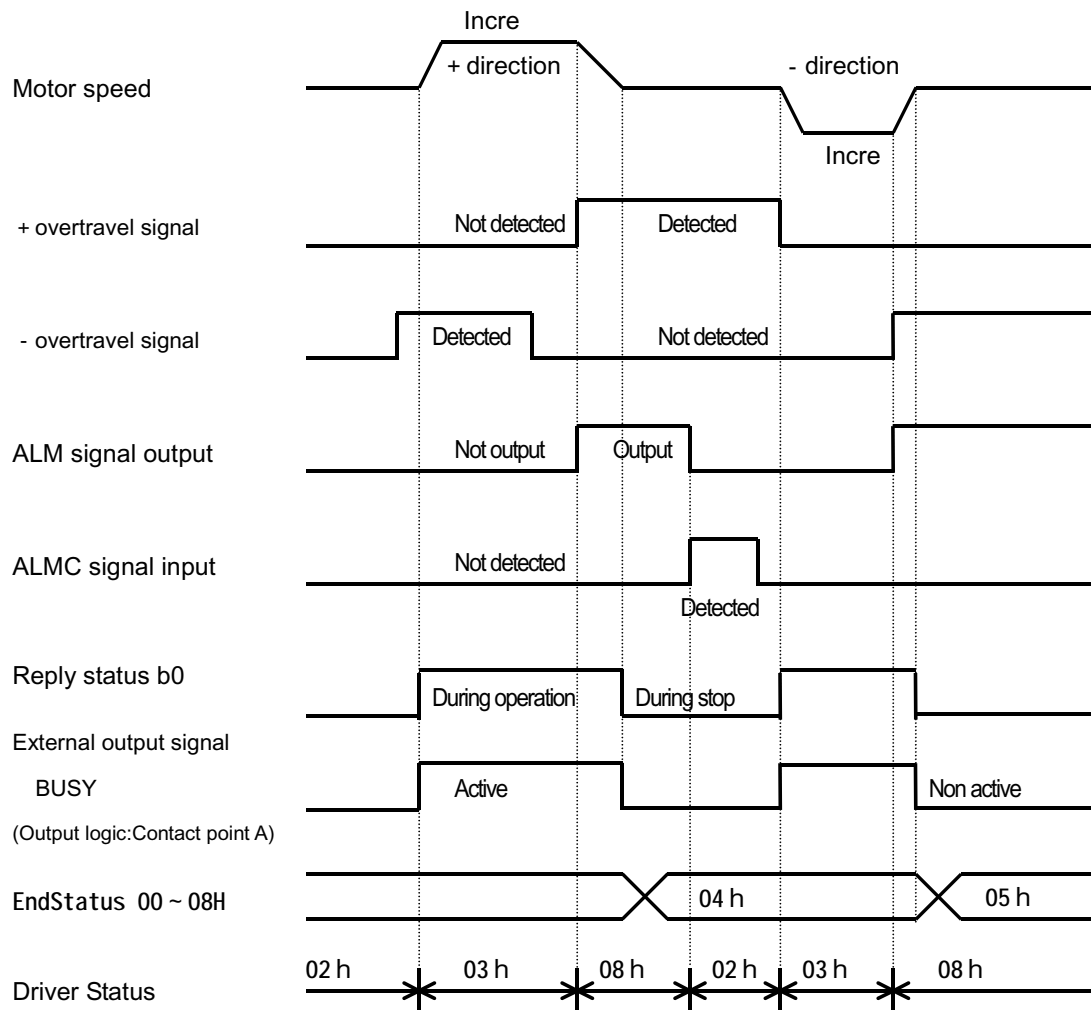 Incre
+ direction
- direction
Motor speed
Incre
+ overtravel signal
Not detected
Detected
- overtravel signal
Detected
Not detected
ALM signal output
Not output
Output
ALMC signal input
Not detected
Detected
Reply status b0
During operation
During stop
External output signal
BUSY
Active
Non active
(Output logic:Contact point A)
EndStatus 00 ~ 08H
04 h
05 h
Driver Status
02 h
03 h
08 h
02 h
03 h
08 h